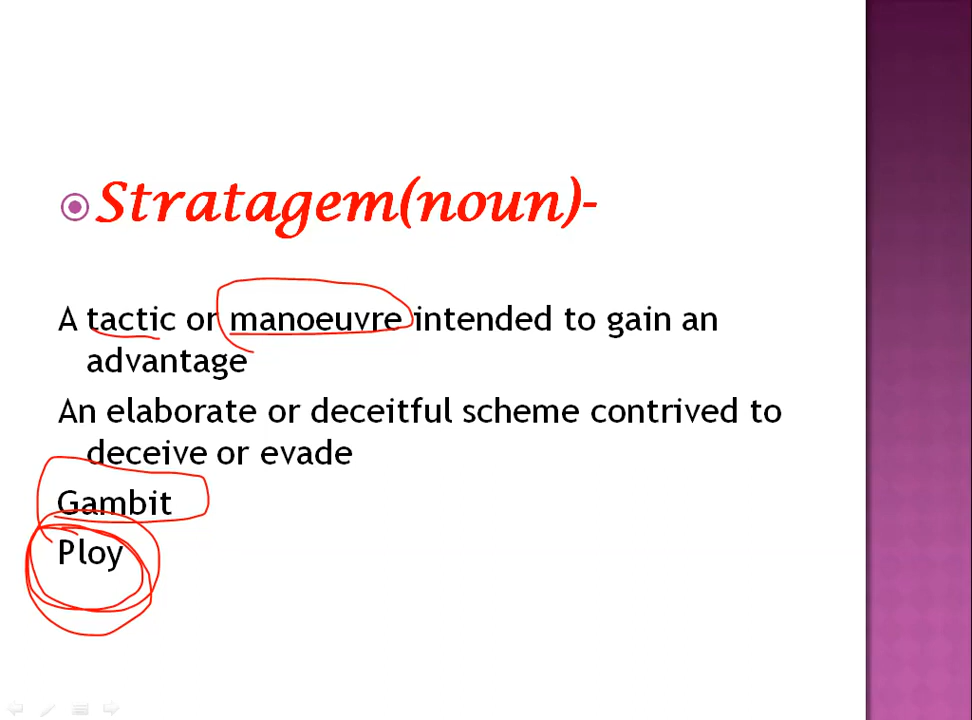 Stratagem(noun)-
A tactic or manoeuvre intended to gain an
advantage
An elaborate or deceitful scheme contrived to
deceive or evade
Gambit
Ploy